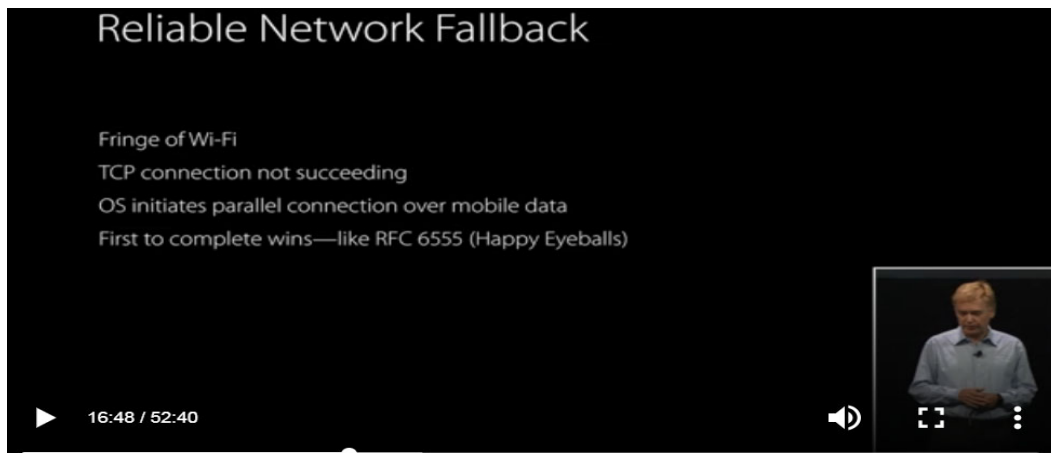 Reliable Network Fallback
Fringe of Wi-Fi
TCP connection not succeeding
OS initiates parallel connection over mobile data
First to complete wins—like RFC 6555 (Happy Eyeballs)
16:48 / 52:40